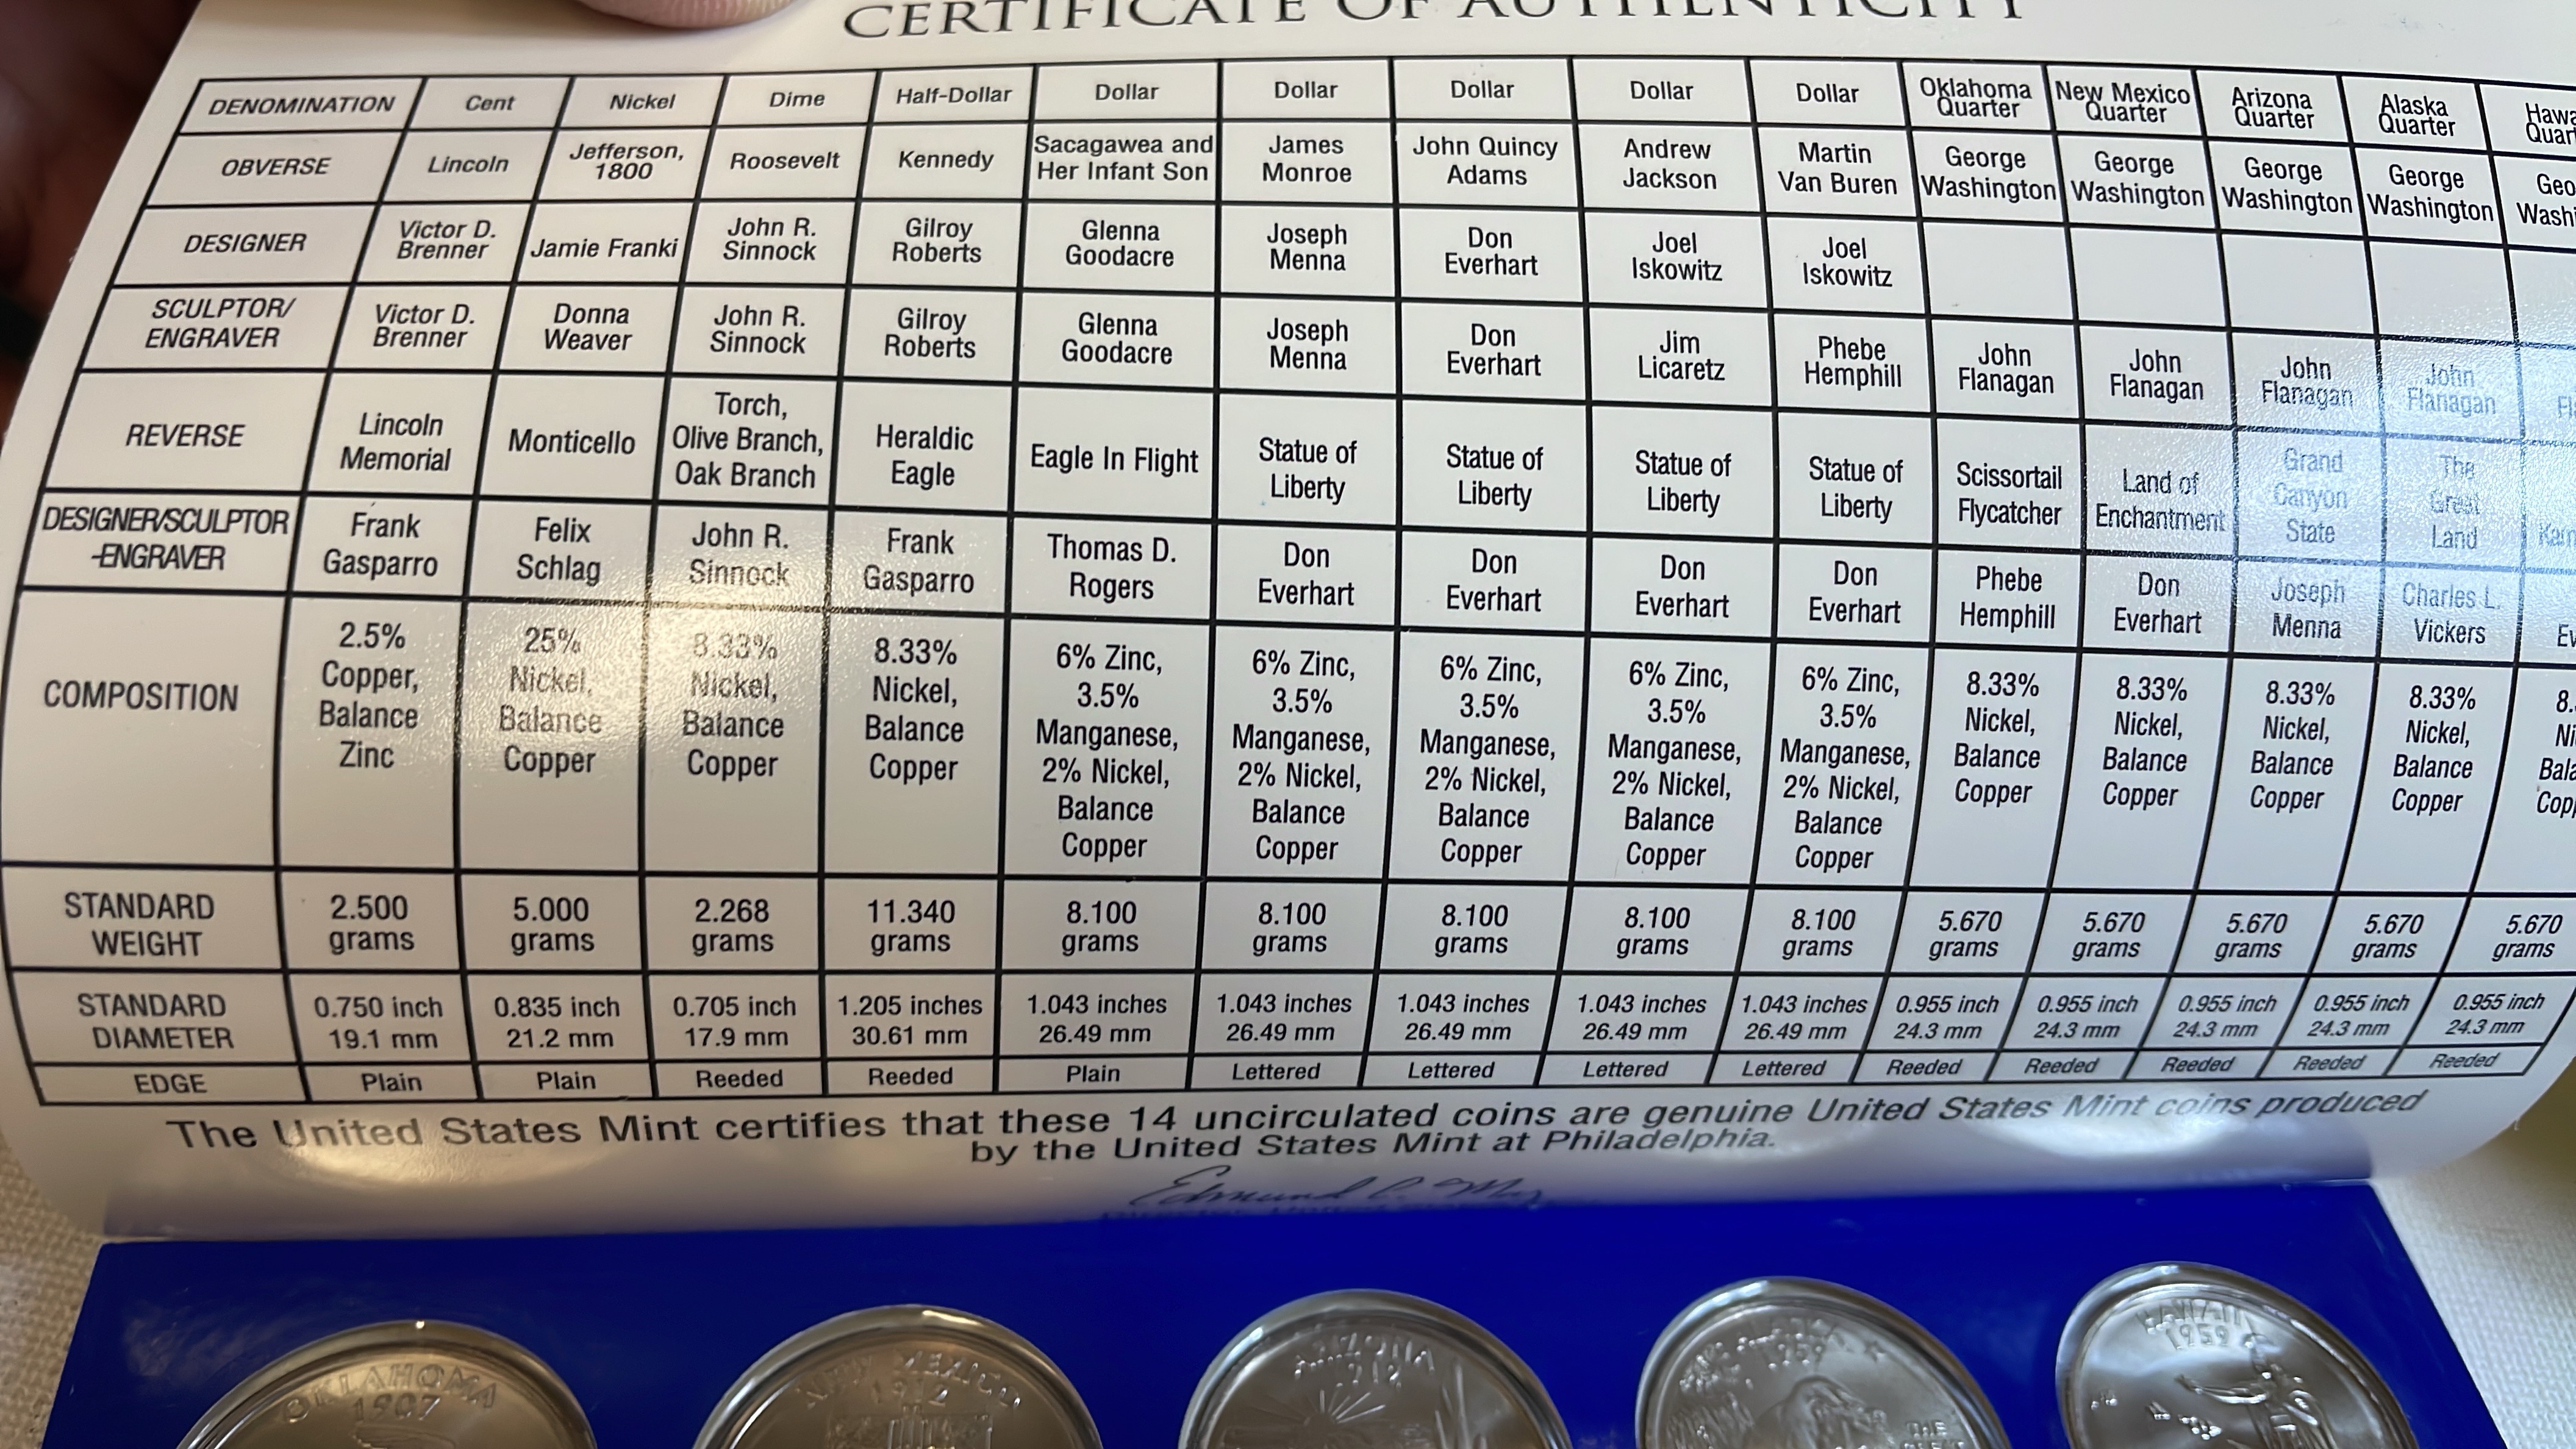 CERTIFICATE OF AUTHENTICITY
DENOMINATION Cent Nickel Dime Half-Dollar Dollar Dollar Dollar Dollar Dollar Oklahoma Quarter New Mexico Quarter Arizona Quarter Alaska Quarter
OBVERSE Lincoln Jefferson, 1800 Roosevelt Kennedy Sacagawea and Her Infant Son James Monroe John Quincy Adams Andrew Jackson Martin Van Buren George Washington George Washington George Washington George Washington
DESIGNER Victor D. Brenner Jamie Franki John R. Sinnock Gilroy Roberts Glenna Goodacre Joseph Menna Don Everhart Joel Iskowitz Joel Iskowitz
SCULPTOR/ ENGRAVER Victor D. Brenner Donna Weaver John R. Sinnock Gilroy Roberts Glenna Goodacre Joseph Menna Don Everhart Jim Licaretz Phebe Hemphill John Flanagan John Flanagan John Flanagan John Flanagan
REVERSE Lincoln Memorial Monticello Torch, Olive Branch, Oak Branch Heraldic Eagle Eagle In Flight Statue of Liberty Statue of Liberty Statue of Liberty Statue of Liberty Scissortail Flycatcher Land of Enchantment Grand Canyon State The Great Land
DESIGNER/SCULPTOR -ENGRAVER Frank Gasparro Felix Schlag John R. Sinnock Frank Gasparro Thomas D. Rogers Don Everhart Don Everhart Don Everhart Don Everhart Phebe Hemphill Don Everhart Joseph Menna Charles L. Vickers
COMPOSITION 2.5% Copper, Balance Zinc 25% Nickel, Balance Copper 8.33% Nickel, Balance Copper 8.33% Nickel, Balance Copper 6% Zinc, 3.5% Manganese, 2% Nickel, Balance Copper 6% Zinc, 3.5% Manganese, 2% Nickel, Balance Copper 6% Zinc, 3.5% Manganese, 2% Nickel, Balance Copper 6% Zinc, 3.5% Manganese, 2% Nickel, Balance Copper 6% Zinc, 3.5% Manganese, 2% Nickel, Balance Copper 8.33% Nickel, Balance Copper 8.33% Nickel, Balance Copper 8.33% Nickel, Balance Copper 8.33% Nickel, Balance Copper
STANDARD WEIGHT 2.500 grams 5.000 grams 2.268 grams 11.340 grams 8.100 grams 8.100 grams 8.100 grams 8.100 grams 8.100 grams 5.670 grams 5.670 grams 5.670 grams 5.670 grams 5.670 grams
STANDARD DIAMETER 0.750 inch 19.1 mm 0.835 inch 21.2 mm 0.705 inch 17.9 mm 1.205 inches 30.61 mm 1.043 inches 26.49 mm 1.043 inches 26.49 mm 1.043 inches 26.49 mm 1.043 inches 26.49 mm 1.043 inches 26.49 mm 0.955 inch 24.3 mm 0.955 inch 24.3 mm 0.955 inch 24.3 mm 0.955 inch 24.3 mm 0.955 inch 24.3 mm
EDGE Plain Plain Reeded Reeded Plain Lettered Lettered Lettered Lettered Reeded Reeded Reeded Reeded Reeded
The United States Mint certifies that these 14 uncirculated coins are genuine United States Mint coins produced
by the United States Mint at Philadelphia.
OKLAHOMA
1907
NEW MEXICO
1912
ARIZONA
1912
1959
THE
HAWAII
1959